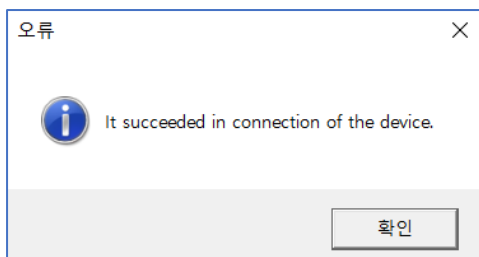 오류
It succeeded in connection of the device.
확인